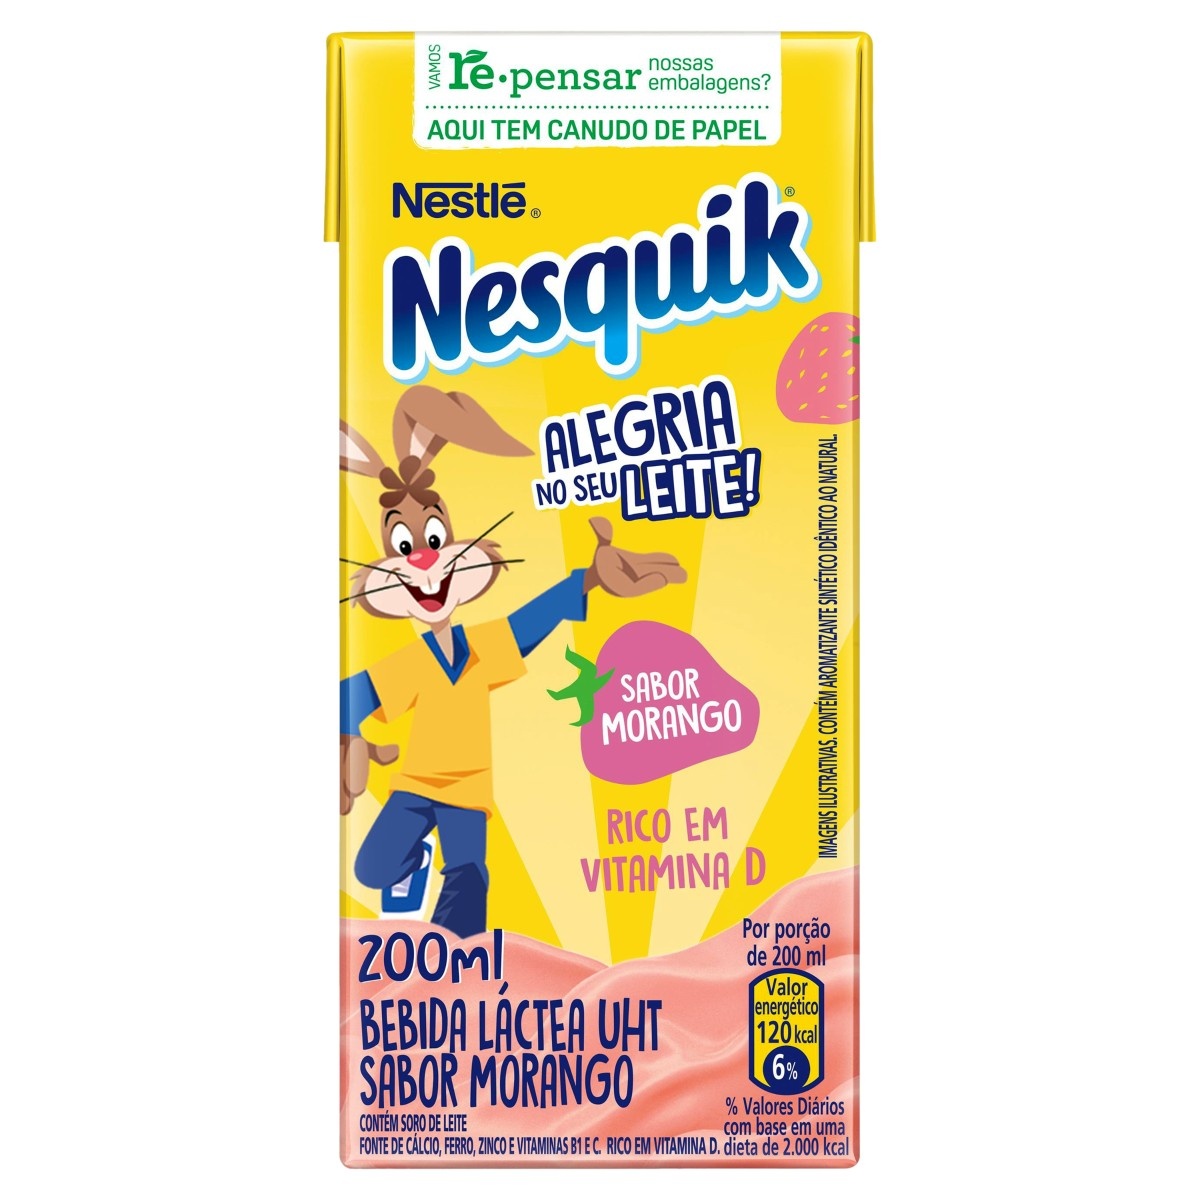 VAMOS
re•pensar
nossas
embalagens?
AQUI TEM CANUDO DE PAPEL
Nestlé®
Nesquik®
ALEGRIA
NO SEU LEITE!
SABOR
MORANGO
RICO EM
VITAMINA D
IMAGENS ILUSTRATIVAS. CONTÉM AROMATIZANTE SINTÉTICO IDÊNTICO AO NATURAL.
200ml
BEBIDA LÁCTEA UHT
SABOR MORANGO
CONTÉM SORO DE LEITE
FONTE DE CÁLCIO, FERRO, ZINCO E VITAMINAS B1 E C. RICO EM VITAMINA D.
Por porção
de 200 ml
Valor
energético
120 kcal
6%
% Valores Diários
com base em uma
dieta de 2.000 kcal